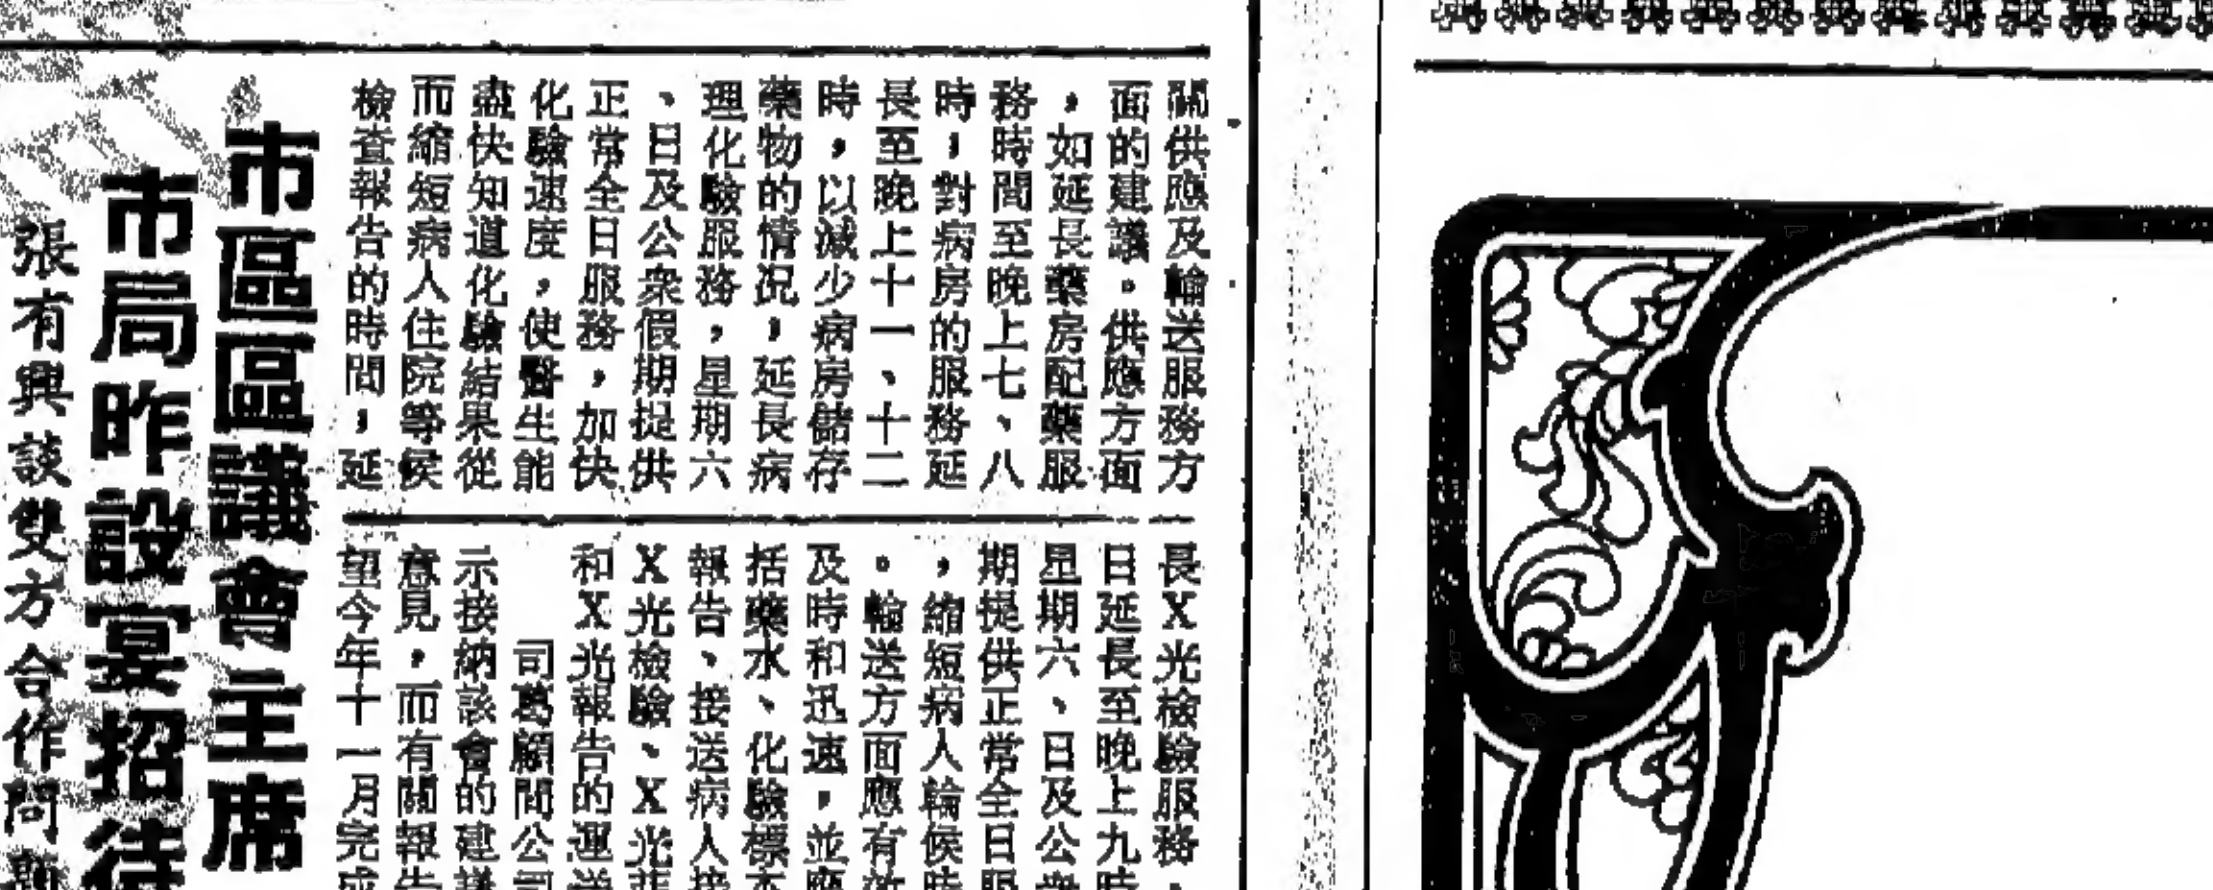 關供應及輸送服務方
面的建議。供應方面
，如延長藥房配藥服
務時間至晚上七、八
時，對病房的服務延
長至晚上十一、十二
時，以減少病房儲存
藥物的情況，延長病
理化驗服務，星期六
、日及公衆假期提供
正常全日服務，加快
化驗速度，使醫生能
盡快知道化驗結果從
而縮短病人住院等候
檢查報告的時間，延
長X光檢驗服務，
日延長至晚上九時
星期六、日及公衆
期提供正常全日服
，縮短病人輪候時
。輸送方面應有效
及時和迅速，並應
括藥水、化驗標本
報告、接送病人接
X光檢驗、X光菲
和X光報告的運送
司葛顧問公司
示接納該會的建議
意見，而有關報告
望今年十一月完成
市區區議會主席
市局昨設宴招待
張有興談雙方合作問題